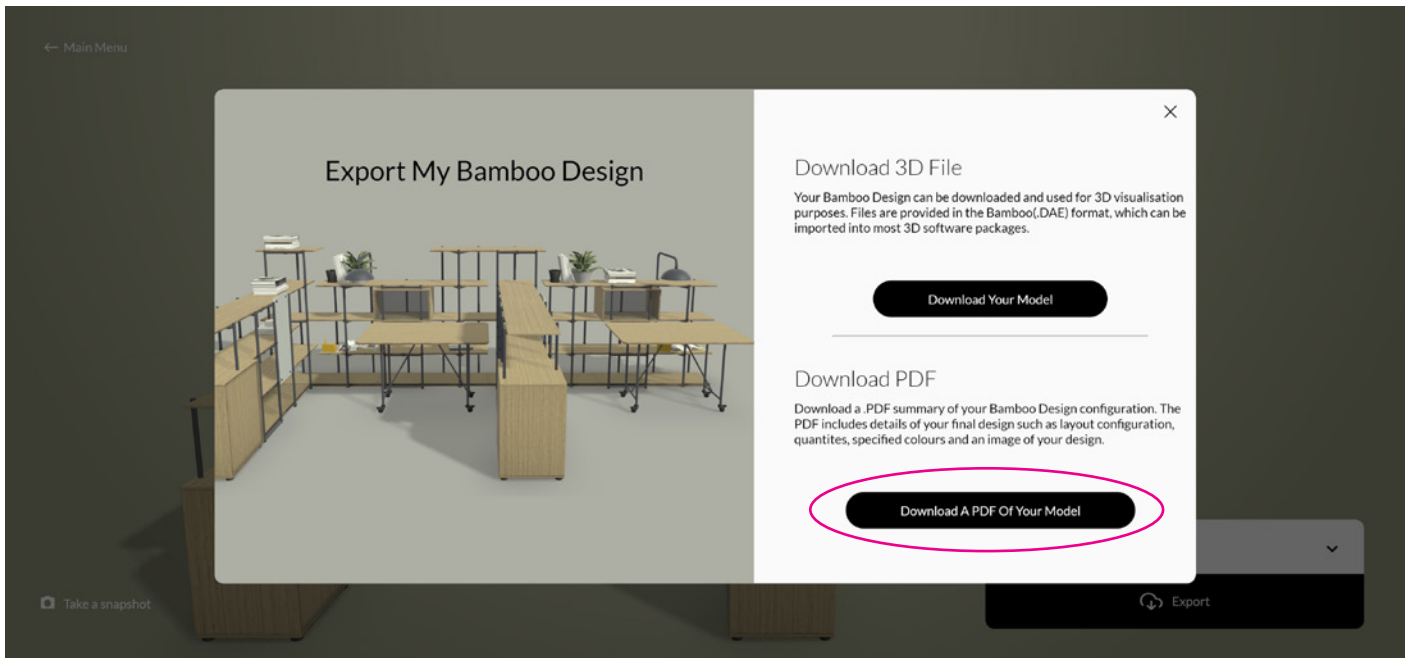 ← Main Menu
Export My Bamboo Design
Download 3D File
Your Bamboo Design can be downloaded and used for 3D visualisation
purposes. Files are provided in the Bamboo(.DAE) format, which can be
imported into most 3D software packages.
Download Your Model
Download PDF
Download a .PDF summary of your Bamboo Design configuration. The
PDF includes details of your final design such as layout configuration,
quantites, specified colours and an image of your design.
Download A PDF Of Your Model
Take a snapshot
Export